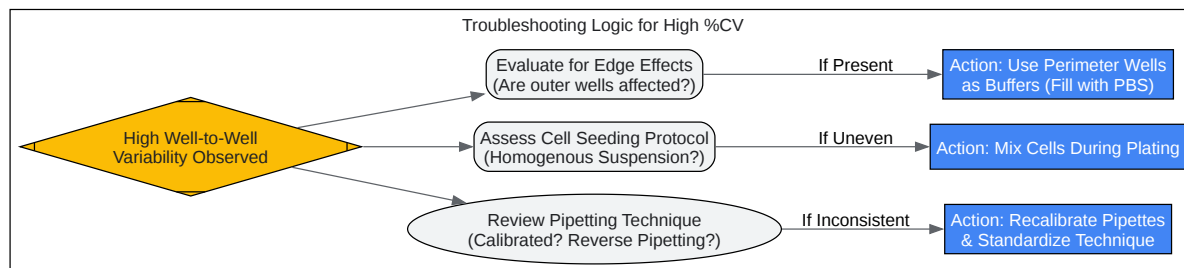 Troubleshooting Logic for High %CV
High Well-to-Well
Variability Observed
Evaluate for Edge Effects
(Are outer wells affected?)
If Present
Action: Use Perimeter Wells
as Buffers (Fill with PBS)
Assess Cell Seeding Protocol
(Homogenous Suspension?)
If Uneven
Action: Mix Cells During Plating
Review Pipetting Technique
(Calibrated? Reverse Pipetting?)
If Inconsistent
Action: Recalibrate Pipettes
& Standardize Technique